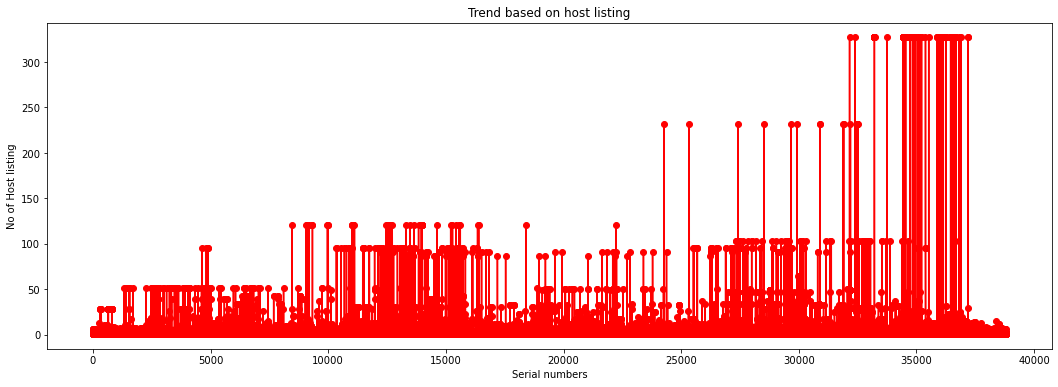 Trend based on host listing
No of Host listing
300
250
200
150
100
50
0
0 5000 10000 15000 20000 25000 30000 35000 40000
Serial numbers